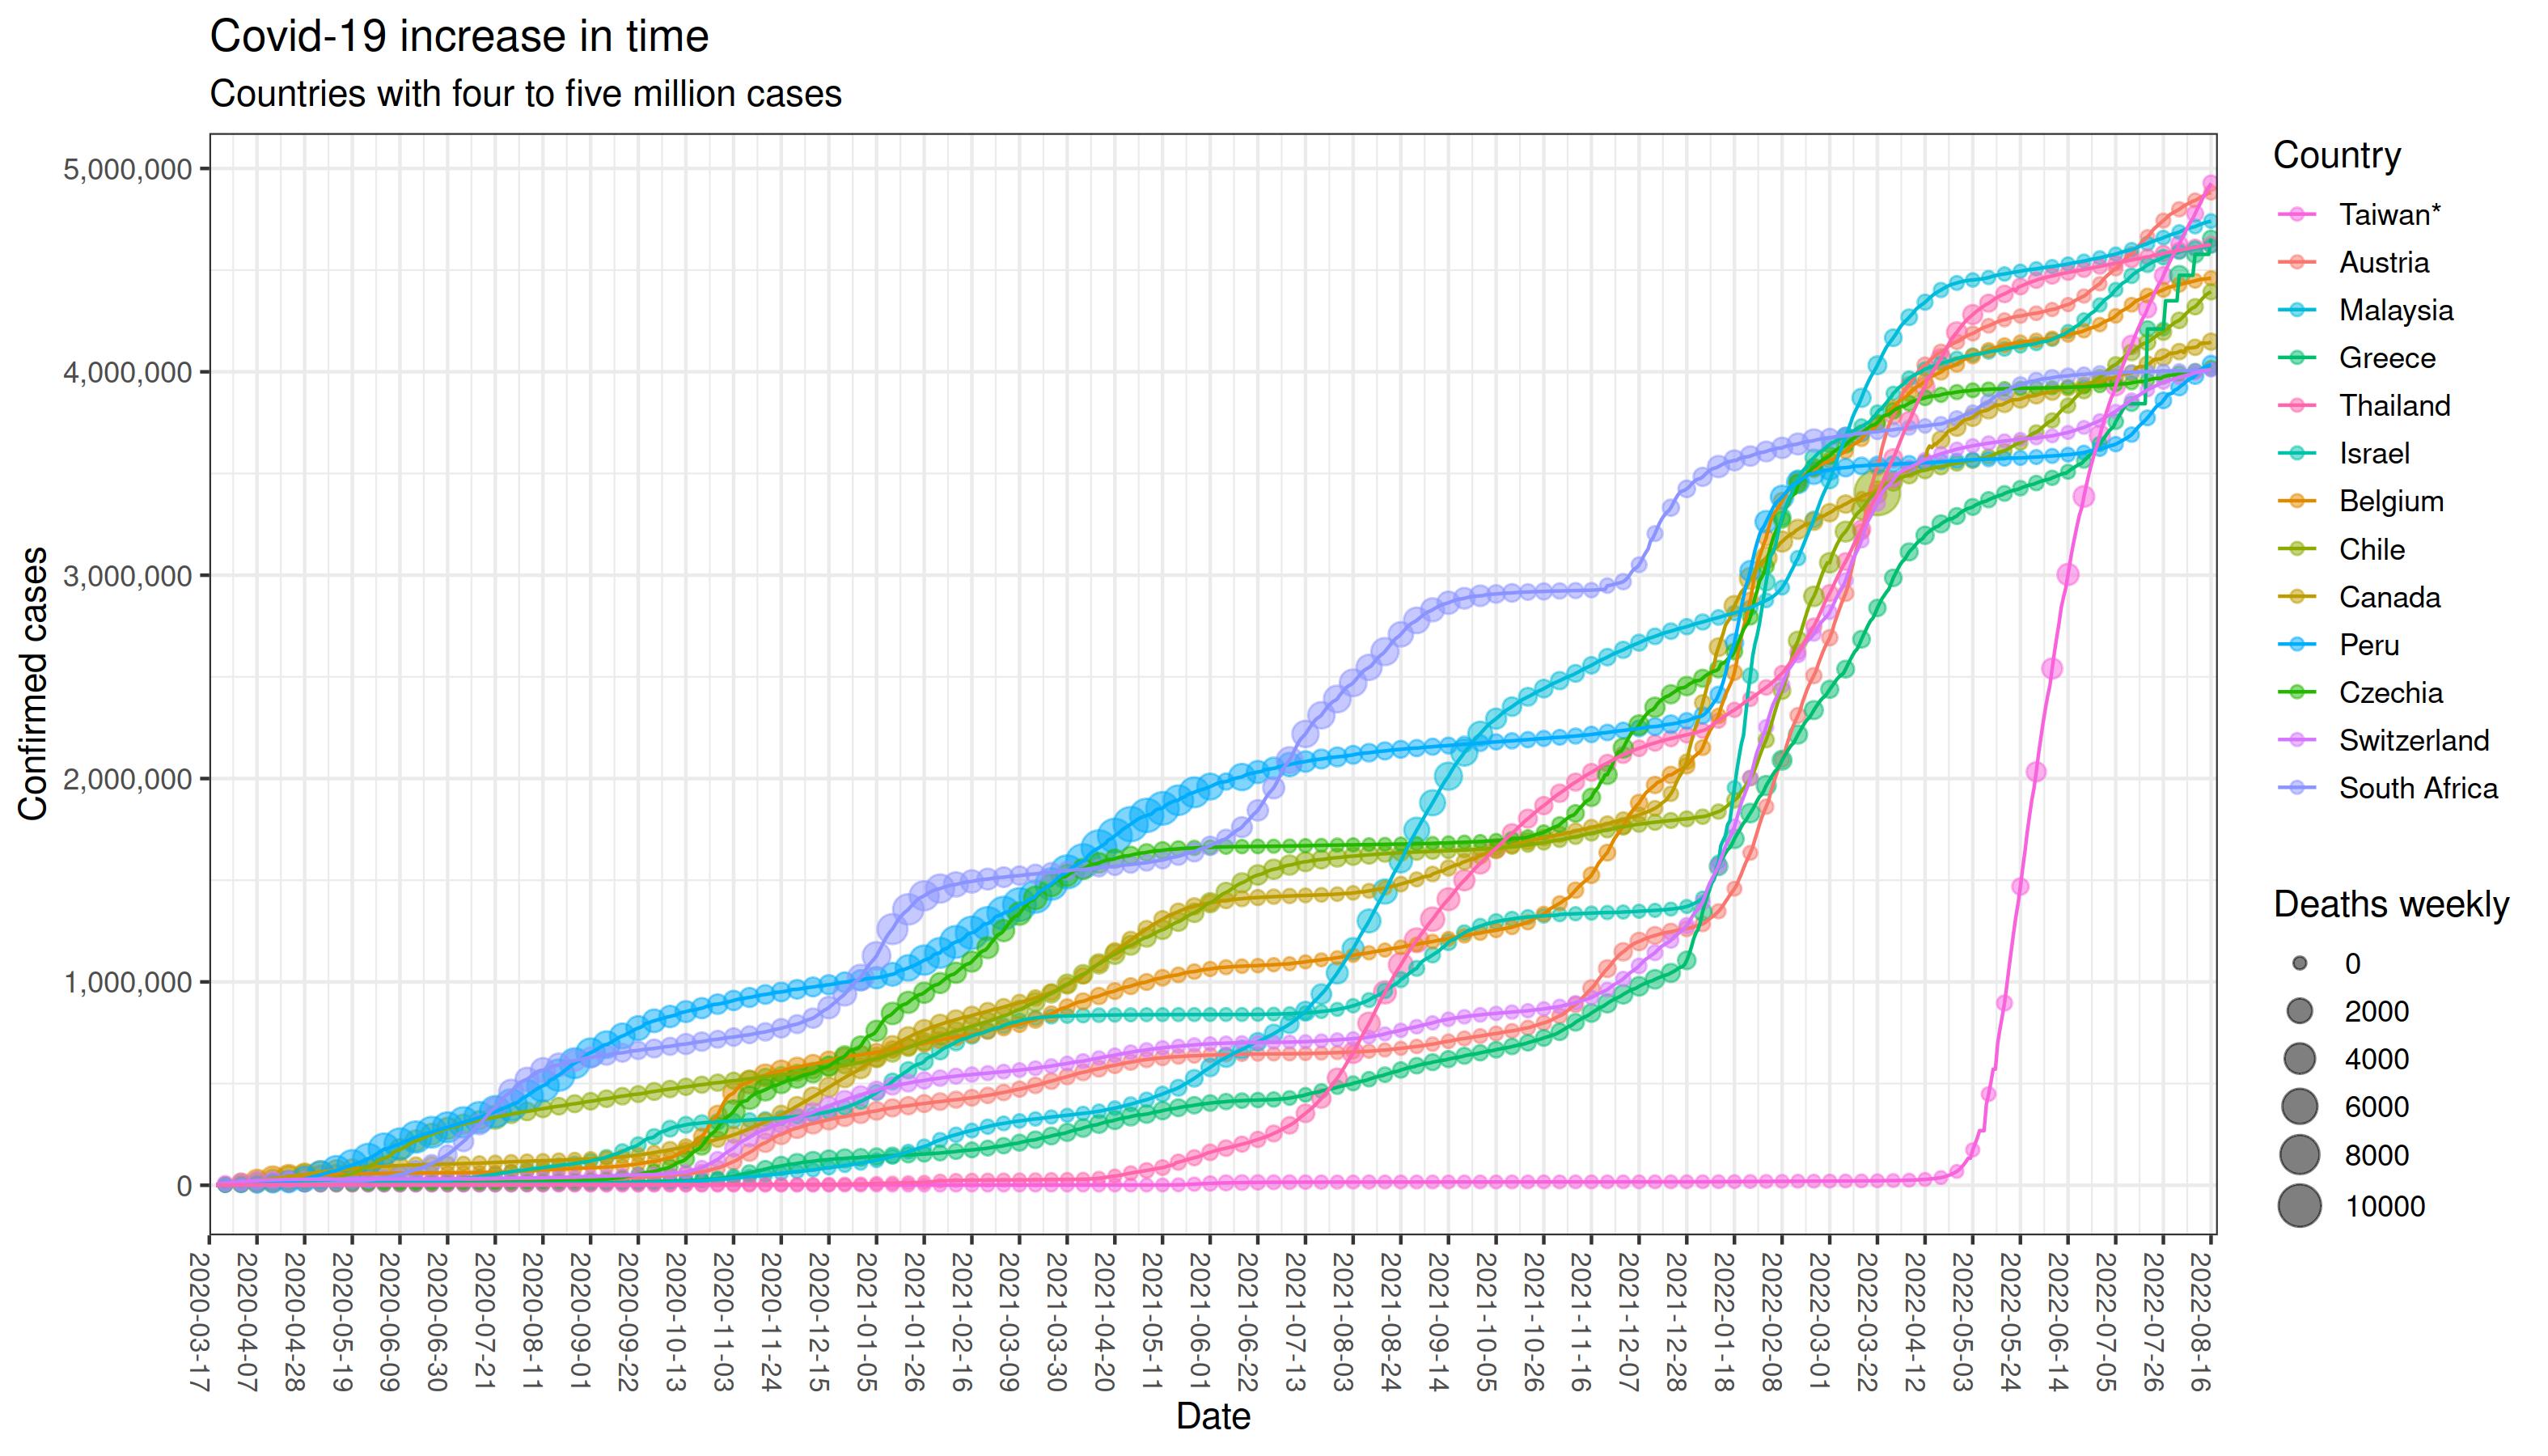 Covid-19 increase in time
Countries with four to five million cases
Confirmed cases
5,000,000
4,000,000
3,000,000
2,000,000
1,000,000
0
2020-03-17
2020-04-07
2020-04-28
2020-05-19
2020-06-09
2020-06-30
2020-07-21
2020-08-11
2020-09-01
2020-09-22
2020-10-13
2020-11-03
2020-11-24
2020-12-15
2021-01-05
2021-01-26
2021-02-16
2021-03-09
2021-03-30
2021-04-20
2021-05-11
2021-06-01
2021-06-22
2021-07-13
2021-08-03
2021-08-24
2021-09-14
2021-10-05
2021-10-26
2021-11-16
2021-12-07
2021-12-28
2022-01-18
2022-02-08
2022-03-01
2022-03-22
2022-04-12
2022-05-03
2022-05-24
2022-06-14
2022-07-05
2022-07-26
2022-08-16
Date
Country
Taiwan*
Austria
Malaysia
Greece
Thailand
Israel
Belgium
Chile
Canada
Peru
Czechia
Switzerland
South Africa
Deaths weekly
0
2000
4000
6000
8000
10000